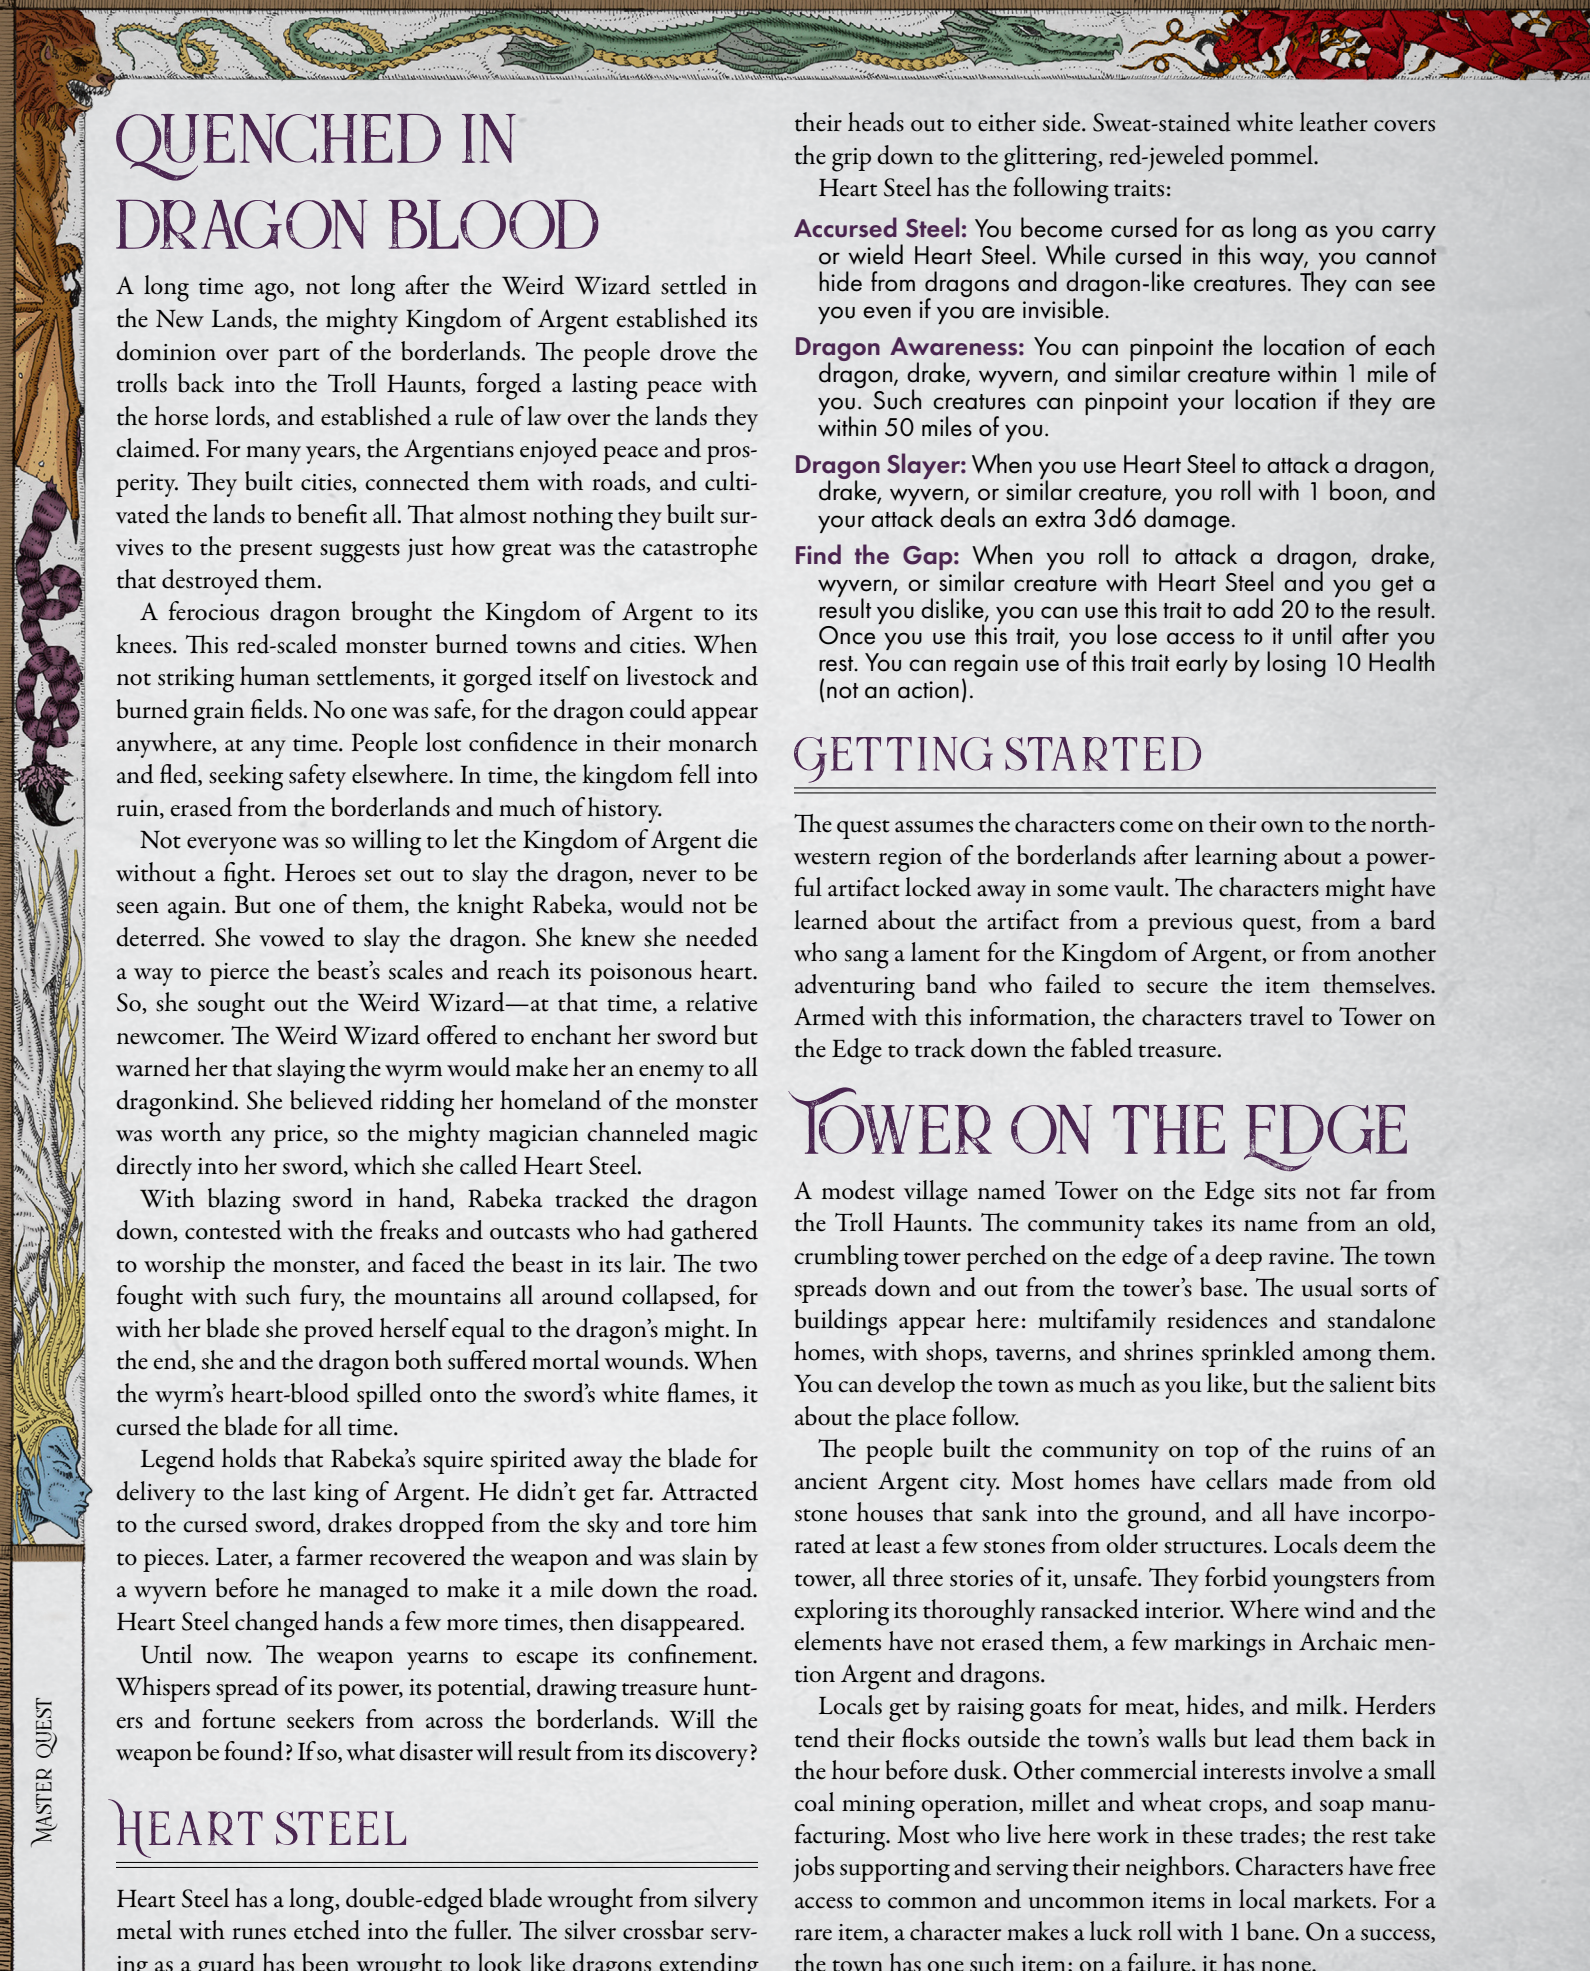 QUENCHED IN
DRAGON BLOOD
A long time ago, not long after the Weird Wizard settled in
the New Lands, the mighty Kingdom of Argent established its
dominion over part of the borderlands. The people drove the
trolls back into the Troll Haunts, forged a lasting peace with
the horse lords, and established a rule of law over the lands they
claimed. For many years, the Argentians enjoyed peace and pros-
perity. They built cities, connected them with roads, and culti-
vated the lands to benefit all. That almost nothing they built sur-
vives to the present suggests just how great was the catastrophe
that destroyed them.
A ferocious dragon brought the Kingdom of Argent to its
knees. This red-scaled monster burned towns and cities. When
not striking human settlements, it gorged itself on livestock and
burned grain fields. No one was safe, for the dragon could appear
anywhere, at any time. People lost confidence in their monarch
and fled, seeking safety elsewhere. In time, the kingdom fell into
ruin, erased from the borderlands and much of history.
Not everyone was so willing to let the Kingdom of Argent die
without a fight. Heroes set out to slay the dragon, never to be
seen again. But one of them, the knight Rabeka, would not be
deterred. She vowed to slay the dragon. She knew she needed
a way to pierce the beast's scales and reach its poisonous heart.
So, she sought out the Weird Wizard—at that time, a relative
newcomer. The Weird Wizard offered to enchant her sword but
warned her that slaying the wyrm would make her an enemy to all
dragonkind. She believed ridding her homeland of the monster
was worth any price, so the mighty magician channeled magic
directly into her sword, which she called Heart Steel.
With blazing sword in hand, Rabeka tracked the dragon
down, contested with the freaks and outcasts who had gathered
to worship the monster, and faced the beast in its lair. The two
fought with such fury, the mountains all around collapsed, for
with her blade she proved herself equal to the dragon's might. In
the end, she and the dragon both suffered mortal wounds. When
the wyrm's heart-blood spilled onto the sword's white flames, it
cursed the blade for all time.
Legend holds that Rabeka's squire spirited away the blade for
delivery to the last king of Argent. He didn't get far. Attracted
to the cursed sword, drakes dropped from the sky and tore him
to pieces. Later, a farmer recovered the weapon and was slain by
a wyvern before he managed to make it a mile down the road.
Heart Steel changed hands a few more times, then disappeared.
Until now. The weapon yearns to escape its confinement.
Whispers spread of its power, its potential, drawing treasure hunt-
ers and fortune seekers from across the borderlands. Will the
weapon be found? If so, what disaster will result from its discovery?
HEART STEEL
Heart Steel has a long, double-edged blade wrought from silvery
metal with runes etched into the fuller. The silver crossbar serv-
ing as a guard has been wrought to look like dragons extending
their heads out to either side. Sweat-stained white leather covers
the grip down to the glittering, red-jeweled pommel.
Heart Steel has the following traits:
Accursed Steel: You become cursed for as long as you carry
or wield Heart Steel. While cursed in this way, you cannot
hide from dragons and dragon-like creatures. They can see
you even if you are invisible.
Dragon Awareness: You can pinpoint the location of each
dragon, drake, wyvern, and similar creature within 1 mile of
you. Such creatures can pinpoint your location if they are
within 50 miles of you.
Dragon Slayer: When you use Heart Steel to attack a dragon,
drake, wyvern, or similar creature, you roll with 1 boon, and
your attack deals an extra 3d6 damage.
Find the Gap: When you roll to attack a dragon, drake,
wyvern, or similar creature with Heart Steel and you get a
result you dislike, you can use this trait to add 20 to the result.
Once you use this trait, you lose access to it until after you
rest. You can regain use of this trait early by losing 10 Health
(not an action).
GETTING STARTED
The quest assumes the characters come on their own to the north-
western region of the borderlands after learning about a power-
ful artifact locked away in some vault. The characters might have
learned about the artifact from a previous quest, from a bard
who sang a lament for the Kingdom of Argent, or from another
adventuring band who failed to secure the item themselves.
Armed with this information, the characters travel to Tower on
the Edge to track down the fabled treasure.
TOWER ON THE EDGE
A modest village named Tower on the Edge sits not far from
the Troll Haunts. The community takes its name from an old,
crumbling tower perched on the edge of a deep ravine. The town
spreads down and out from the tower's base. The usual sorts of
buildings appear here: multifamily residences and standalone
homes, with shops, taverns, and shrines sprinkled among them.
You can develop the town as much as you like, but the salient bits
about the place follow.
The people built the community on top of the ruins of an
ancient Argent city. Most homes have cellars made from old
stone houses that sank into the ground, and all have incorpo-
rated at least a few stones from older structures. Locals deem the
tower, all three stories of it, unsafe. They forbid youngsters from
exploring its thoroughly ransacked interior. Where wind and the
elements have not erased them, a few markings in Archaic men-
tion Argent and dragons.
Locals get by raising goats for meat, hides, and milk. Herders
tend their flocks outside the town's walls but lead them back in
the hour before dusk. Other commercial interests involve a small
coal mining operation, millet and wheat crops, and soap manu-
facturing. Most who live here work in these trades; the rest take
jobs supporting and serving their neighbors. Characters have free
access to common and uncommon items in local markets. For a
rare item, a character makes a luck roll with 1 bane. On a success,
the town has one such item; on a failure, it has none.
MASTER QUEST